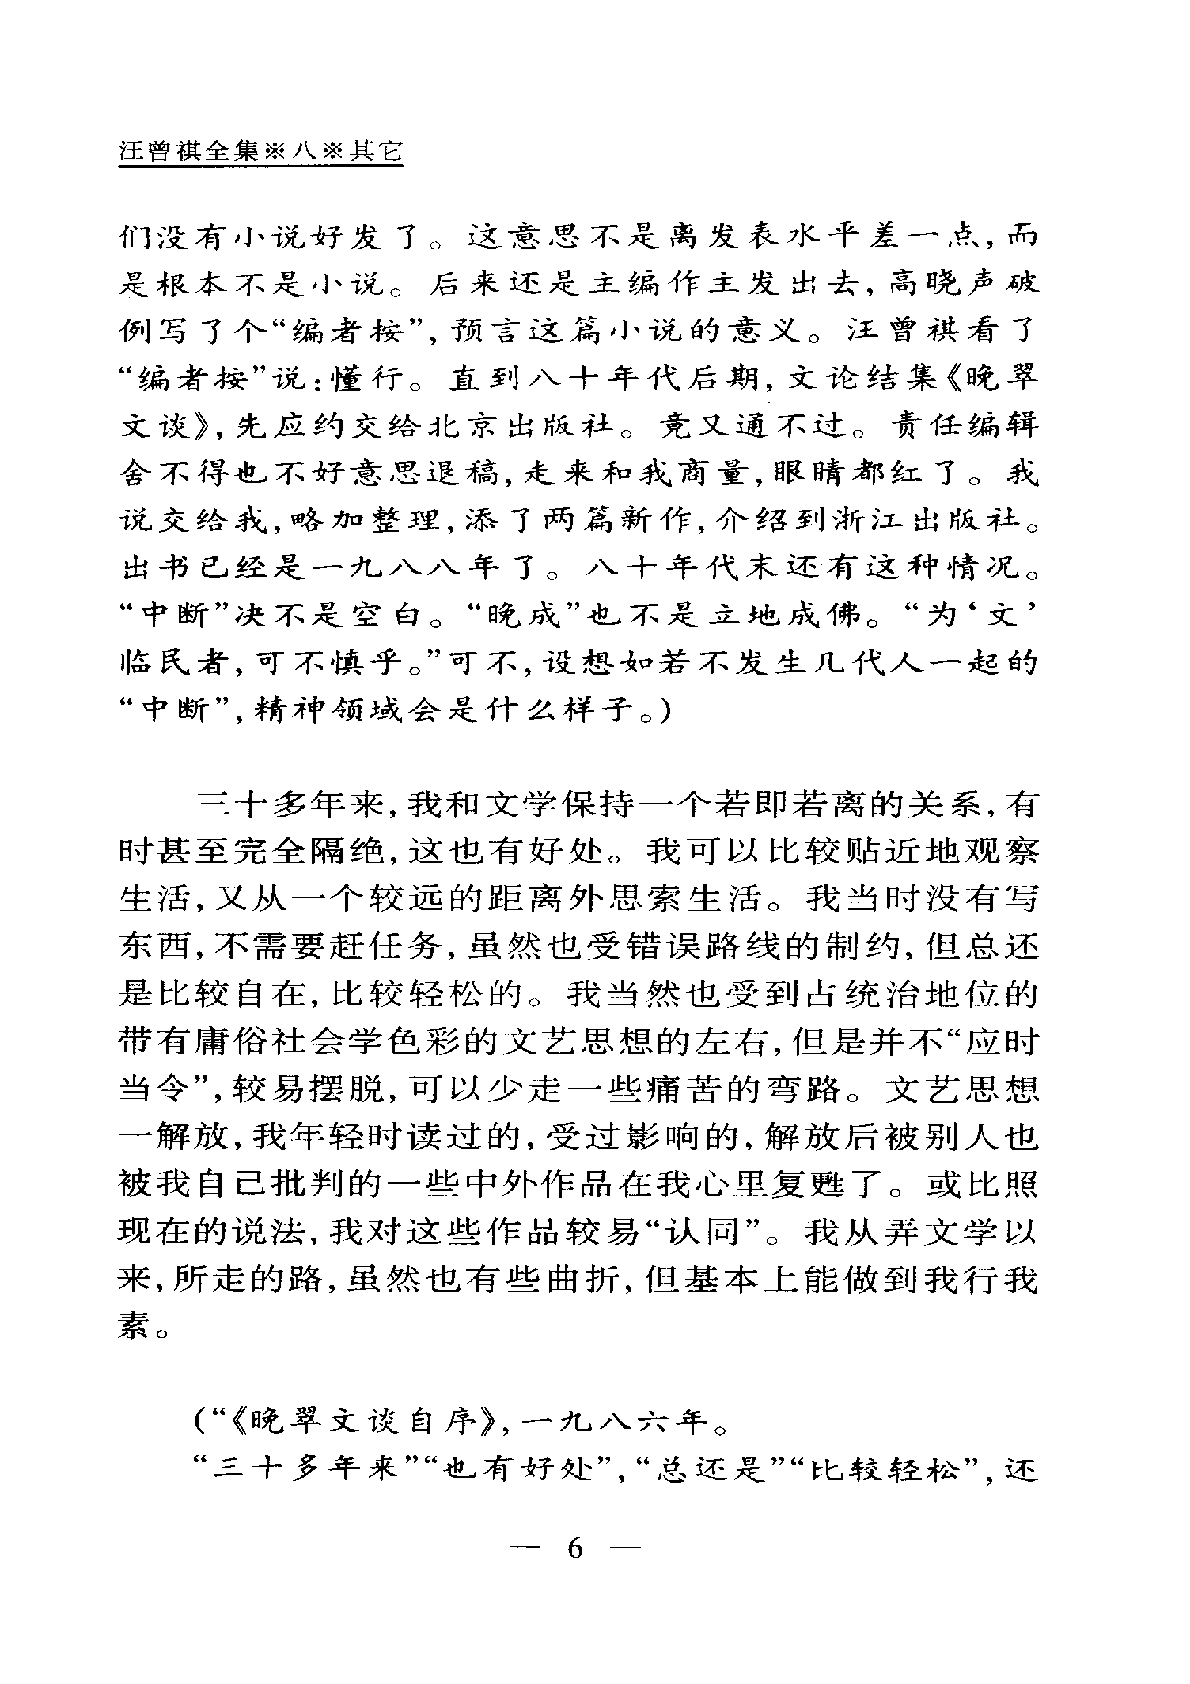 汪曾祺全集※八※其它
们没有小说好发了。这意思不是离发表水平差一点,而
是根本不是小说。后来还是主编作主发出去,高晓声破
例写了个“编者按”,预言这篇小说的意义。汪曾祺看了
“编者按”说:懂行。直到八十年代后期,文论结集《晚翠
文谈》,先应约交给北京出版社。竟又通不过。责任编辑
舍不得也不好意思退稿,走来和我商量,眼睛都红了。我
说交给我,略加整理,添了两篇新作,介绍到浙江出版社。
出书已经是一九八八年了。八十年代末还有这种情况。
“中断”决不是空白。“晚成”也不是立地成佛。“为‘文’
临民者,可不慎乎。”可不,设想如若不发生几代人一起的
“中断”,精神领域会是什么样子。)
三十多年来,我和文学保持一个若即若离的关系,有
时甚至完全隔绝,这也有好处。我可以比较贴近地观察
生活,又从一个较远的距离外思索生活。我当时没有写
东西,不需要赶任务,虽然也受错误路线的制约,但总还
是比较自在,比较轻松的。我当然也受到占统治地位的
带有庸俗社会学色彩的文艺思想的左右,但是并不“应时
当令”,较易摆脱,可以少走一些痛苦的弯路。文艺思想
一解放,我年轻时读过的,受过影响的,解放后被别人也
被我自己批判的一些中外作品在我心里复甦了。或比照
现在的说法,我对这些作品较易“认同”。我从弄文学以
来,所走的路,虽然也有些曲折,但基本上能做到我行我
素。
(“《晚翠文谈自序》,一九八六年。
“三十多年来”“也有好处”,“总还是”“比较轻松”,还
— 6 —